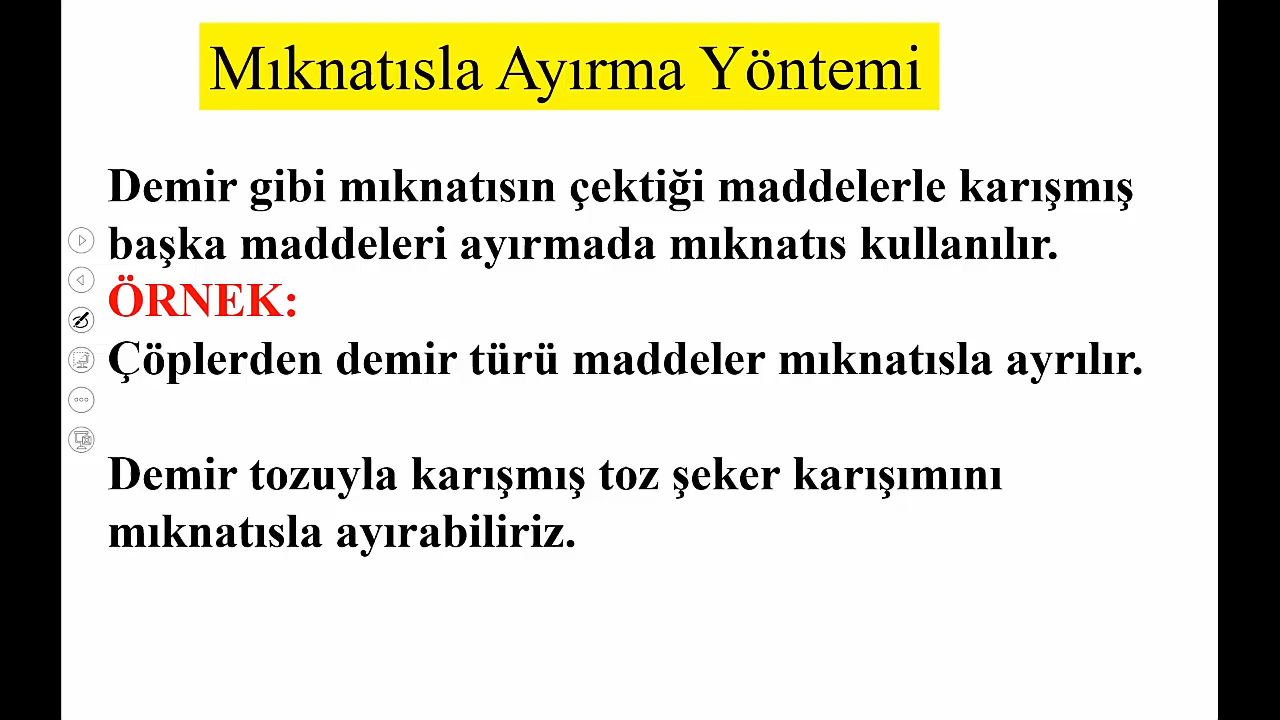 Mıknatısla Ayırma Yöntemi
Demir gibi mıknatısın çektiği maddelerle karışmış
başka maddeleri ayırmada mıknatıs kullanılır.
ÖRNEK:
Çöplerden demir türü maddeler mıknatısla ayrılır.
Demir tozuyla karışmış toz şeker karışımını
mıknatısla ayırabiliriz.